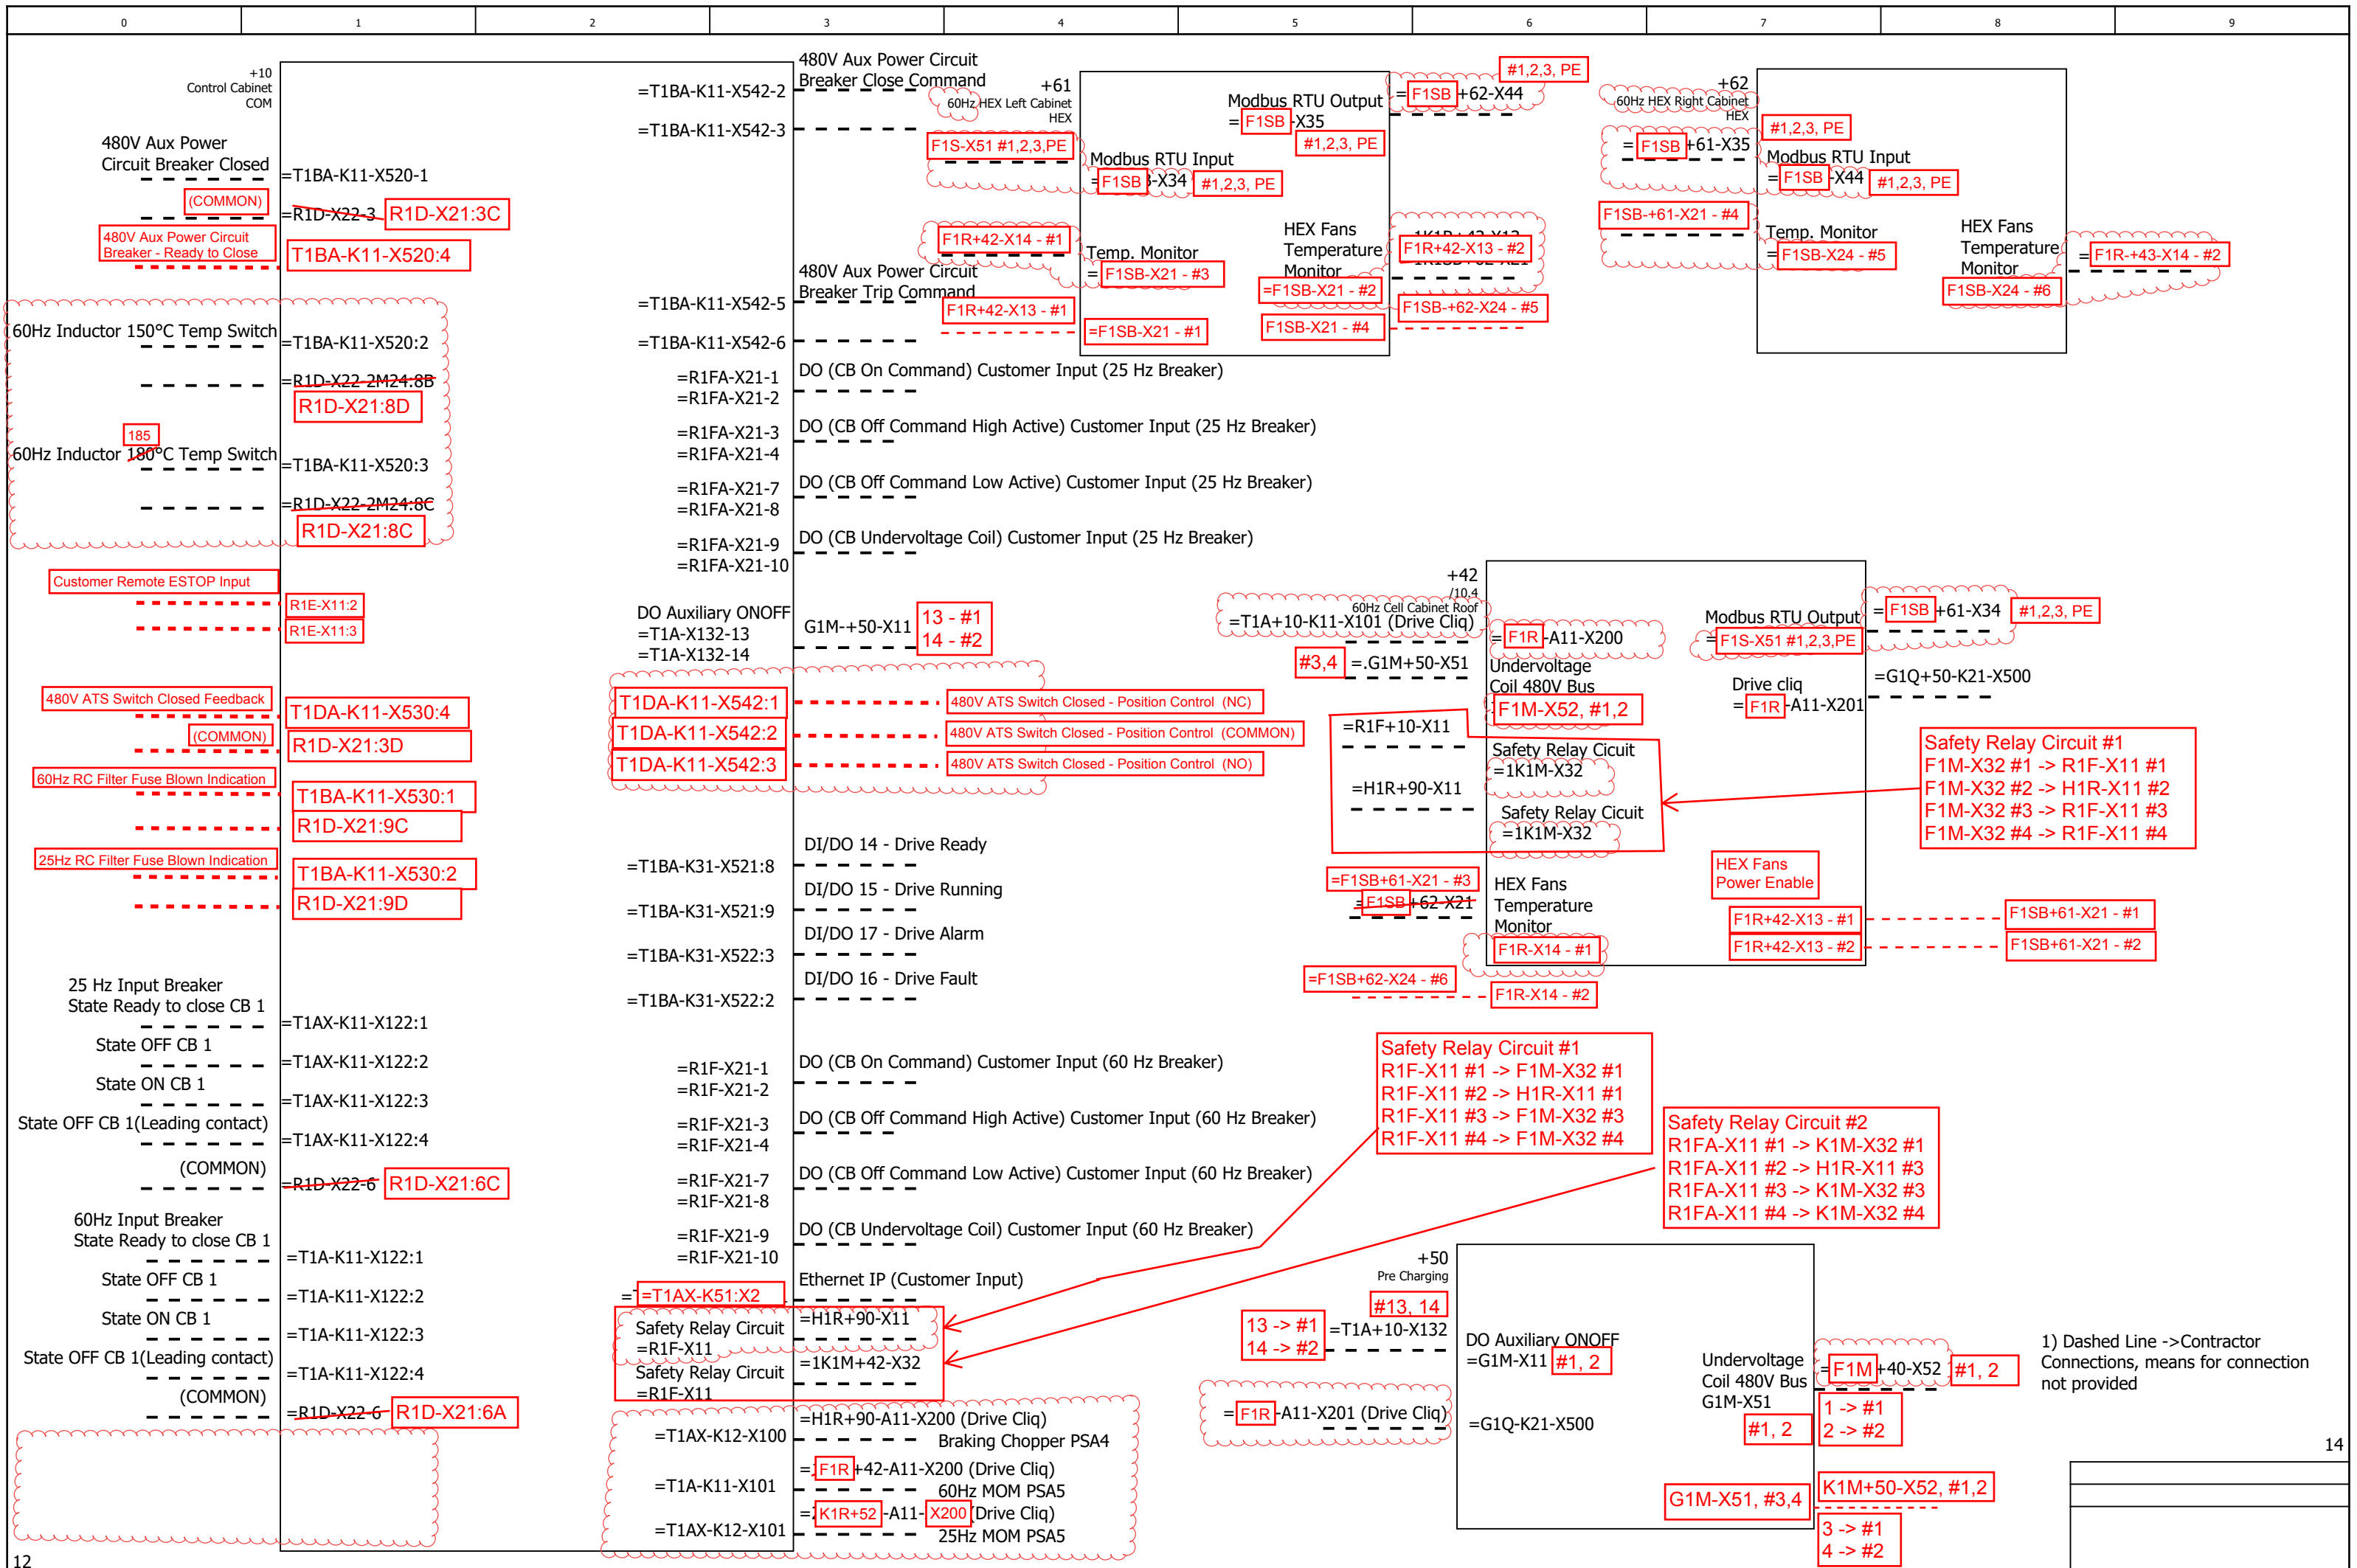 0 1 2 3 4 5 6 7 8 9
+10
Control Cabinet
COM
480V Aux Power
Circuit Breaker Closed
=T1BA-K11-X520-1
(COMMON)
=R1D-X22-3 R1D-X21:3C
480V Aux Power Circuit
Breaker - Ready to Close
T1BA-K11-X520:4
60Hz Inductor 150°C Temp Switch
=T1BA-K11-X520:2
=R1D-X22-2M24:8B
R1D-X21:8D
185
60Hz Inductor 180°C Temp Switch
=T1BA-K11-X520:3
=R1D-X22-2M24:8C
R1D-X21:8C
Customer Remote ESTOP Input
R1E-X11:2
R1E-X11:3
480V ATS Switch Closed Feedback
T1DA-K11-X530:4
(COMMON)
R1D-X21:3D
60Hz RC Filter Fuse Blown Indication
T1BA-K11-X530:1
R1D-X21:9C
25Hz RC Filter Fuse Blown Indication
T1BA-K11-X530:2
R1D-X21:9D
25 Hz Input Breaker
State Ready to close CB 1
=T1AX-K11-X122:1
State OFF CB 1
=T1AX-K11-X122:2
State ON CB 1
=T1AX-K11-X122:3
State OFF CB 1(Leading contact)
=T1AX-K11-X122:4
(COMMON)
=R1D-X22-6 R1D-X21:6C
60Hz Input Breaker
State Ready to close CB 1
=T1A-K11-X122:1
State OFF CB 1
=T1A-K11-X122:2
State ON CB 1
=T1A-K11-X122:3
State OFF CB 1(Leading contact)
=T1A-K11-X122:4
(COMMON)
=R1D-X22-6 R1D-X21:6A
12
480V Aux Power Circuit
Breaker Close Command
=T1BA-K11-X542-2
=T1BA-K11-X542-3
480V Aux Power Circuit
Breaker Trip Command
=T1BA-K11-X542-5
=T1BA-K11-X542-6
=R1FA-X21-1 DO (CB On Command) Customer Input (25 Hz Breaker)
=R1FA-X21-2
=R1FA-X21-3 DO (CB Off Command High Active) Customer Input (25 Hz Breaker)
=R1FA-X21-4
=R1FA-X21-7 DO (CB Off Command Low Active) Customer Input (25 Hz Breaker)
=R1FA-X21-8
=R1FA-X21-9 DO (CB Undervoltage Coil) Customer Input (25 Hz Breaker)
=R1FA-X21-10
DO Auxiliary ONOFF
=T1A-X132-13
=T1A-X132-14
G1M-+50-X11
13 - #1
14 - #2
T1DA-K11-X542:1 480V ATS Switch Closed - Position Control (NC)
T1DA-K11-X542:2 480V ATS Switch Closed - Position Control (COMMON)
T1DA-K11-X542:3 480V ATS Switch Closed - Position Control (NO)
DI/DO 14 - Drive Ready
=T1BA-K31-X521:8
DI/DO 15 - Drive Running
=T1BA-K31-X521:9
DI/DO 17 - Drive Alarm
=T1BA-K31-X522:3
DI/DO 16 - Drive Fault
=T1BA-K31-X522:2
=R1F-X21-1 DO (CB On Command) Customer Input (60 Hz Breaker)
=R1F-X21-2
=R1F-X21-3 DO (CB Off Command High Active) Customer Input (60 Hz Breaker)
=R1F-X21-4
=R1F-X21-7 DO (CB Off Command Low Active) Customer Input (60 Hz Breaker)
=R1F-X21-8
=R1F-X21-9 DO (CB Undervoltage Coil) Customer Input (60 Hz Breaker)
=R1F-X21-10
Ethernet IP (Customer Input)
=T1AX-K51:X2
Safety Relay Circuit =H1R+90-X11
=R1F-X11
Safety Relay Circuit =1K1M+42-X32
=R1F-X11
=H1R+90-A11-X200 (Drive Cliq)
=T1AX-K12-X100
Braking Chopper PSA4
= F1R +42-A11-X200 (Drive Cliq)
=T1A-K11-X101
60Hz MOM PSA5
= K1R+52 -A11- X200 (Drive Cliq)
=T1AX-K12-X101
25Hz MOM PSA5
+61
60Hz HEX Left Cabinet
HEX
F1S-X51 #1,2,3,PE
Modbus RTU Input
= F1SB -X34 #1,2,3, PE
Modbus RTU Output
= F1SB -X35
#1,2,3, PE
#1,2,3, PE
= F1SB +62-X44
F1R+42-X14 - #1
Temp. Monitor
= F1SB-X21 - #3
F1R+42-X13 - #1
=F1SB-X21 - #1
HEX Fans
Temperature
Monitor
=F1SB-X21 - #2
F1R+42-X13 - #2
F1SB-X21 - #4
F1SB-+62-X24 - #5
+62
60Hz HEX Right Cabinet
HEX
#1,2,3, PE
= F1SB +61-X35
Modbus RTU Input
= F1SB -X44 #1,2,3, PE
F1SB-+61-X21 - #4
Temp. Monitor
= F1SB-X24 - #5
HEX Fans
Temperature
Monitor
F1SB-X24 - #6
= F1R-+43-X14 - #2
+42
/10.4
60Hz Cell Cabinet Roof
=T1A+10-K11-X101 (Drive Cliq)
= F1R -A11-X200
#3,4 =.G1M+50-X51
Undervoltage
Coil 480V Bus
F1M-X52, #1,2
=R1F+10-X11
Safety Relay Cicuit
=1K1M-X32
=H1R+90-X11
Safety Relay Cicuit
=1K1M-X32
=F1SB+61-X21 - #3
= F1SB +62-X21
HEX Fans
Temperature
Monitor
F1R-X14 - #1
=F1SB+62-X24 - #6
F1R-X14 - #2
Modbus RTU Output
= F1S-X51 #1,2,3,PE
= F1SB +61-X34 #1,2,3, PE
Drive cliq
= F1R -A11-X201
=G1Q+50-K21-X500
Safety Relay Circuit #1
F1M-X32 #1 -> R1F-X11 #1
F1M-X32 #2 -> H1R-X11 #2
F1M-X32 #3 -> R1F-X11 #3
F1M-X32 #4 -> R1F-X11 #4
HEX Fans
Power Enable
F1R+42-X13 - #1 F1SB+61-X21 - #1
F1R+42-X13 - #2 F1SB+61-X21 - #2
Safety Relay Circuit #1
R1F-X11 #1 -> F1M-X32 #1
R1F-X11 #2 -> H1R-X11 #1
R1F-X11 #3 -> F1M-X32 #3
R1F-X11 #4 -> F1M-X32 #4
Safety Relay Circuit #2
R1FA-X11 #1 -> K1M-X32 #1
R1FA-X11 #2 -> H1R-X11 #3
R1FA-X11 #3 -> K1M-X32 #3
R1FA-X11 #4 -> K1M-X32 #4
+50
Pre Charging
#13, 14
13 -> #1
14 -> #2
=T1A+10-X132
DO Auxiliary ONOFF
=G1M-X11 #1, 2
= F1R -A11-X201 (Drive Cliq)
=G1Q-K21-X500
Undervoltage
Coil 480V Bus
G1M-X51
#1, 2
= F1M +40-X52 #1, 2
1 -> #1
2 -> #2
G1M-X51, #3,4
K1M+50-X52, #1,2
3 -> #1
4 -> #2
1) Dashed Line ->Contractor
Connections, means for connection
not provided
14